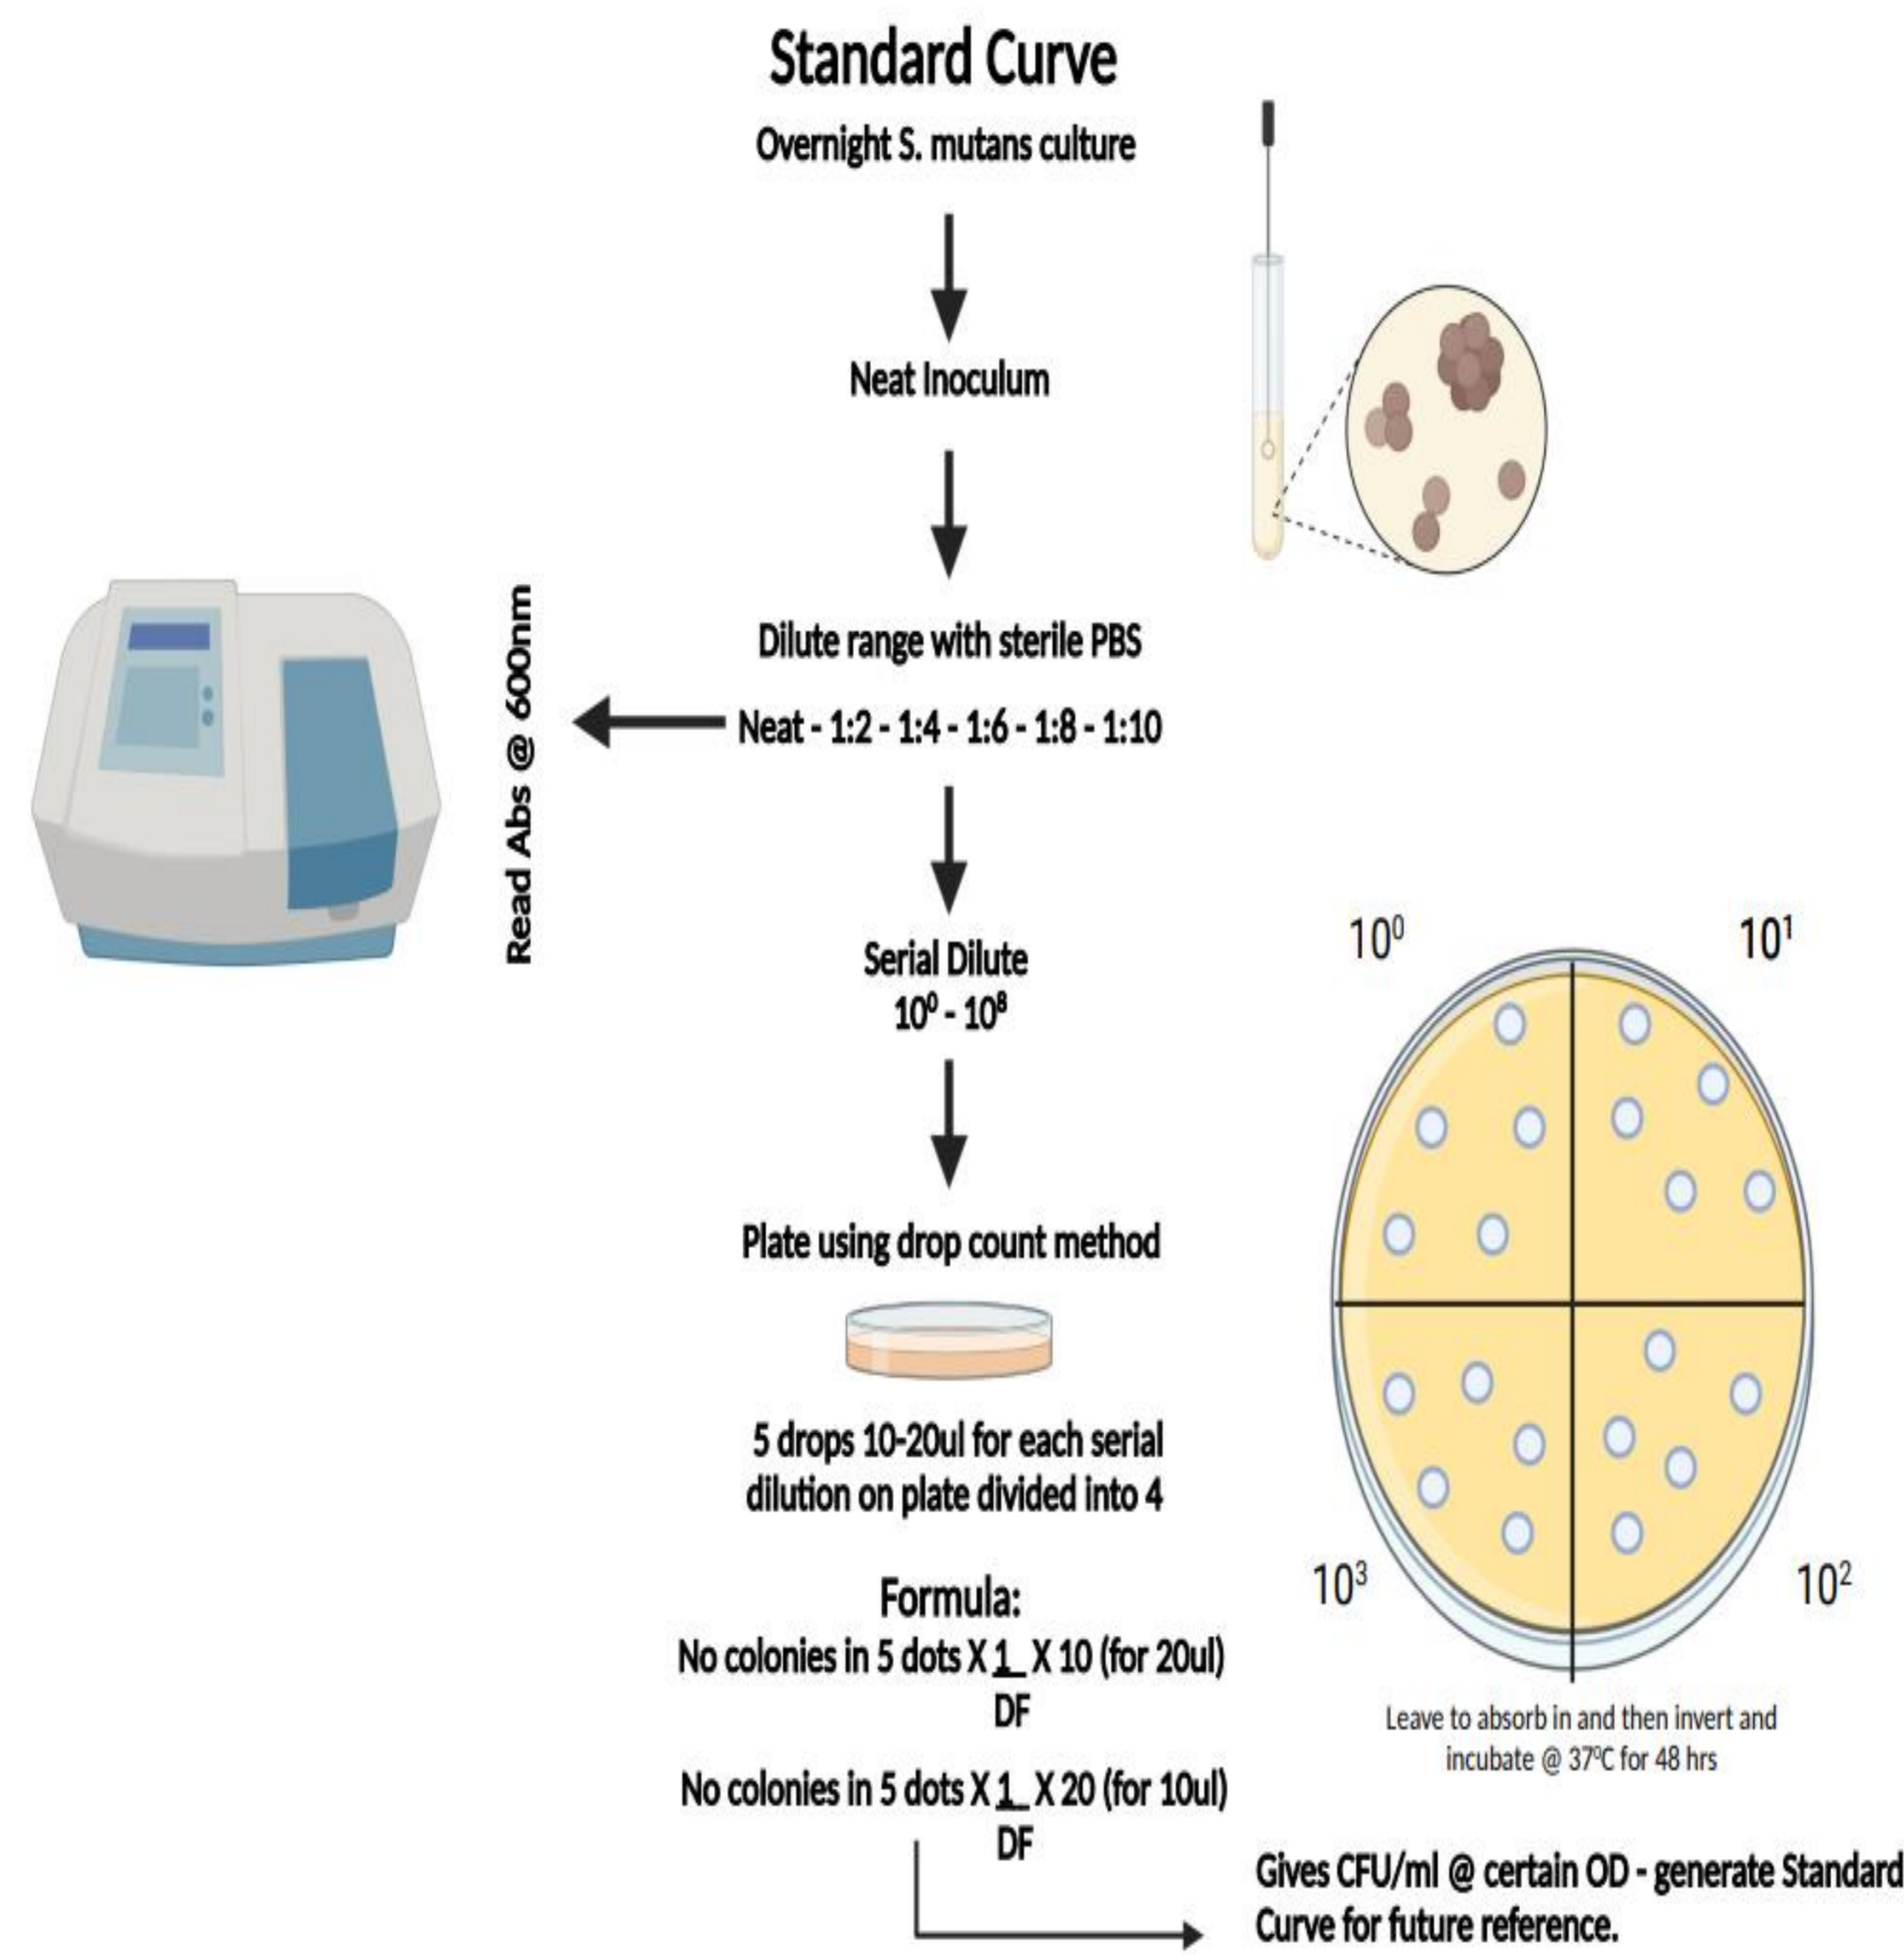 Standard Curve
Overnight S. mutans culture
Neat Inoculum
Dilute range with sterile PBS
Neat - 1:2 - 1:4 - 1:6 - 1:8 - 1:10
Read Abs @ 600nm
Serial Dilute
10⁰ - 10⁸
Plate using drop count method
5 drops 10-20ul for each serial
dilution on plate divided into 4
10⁰
10¹
10³
10²
Leave to absorb in and then invert and
incubate @ 37⁰C for 48 hrs
Formula:
No colonies in 5 dots X 1 X 10 (for 20ul)
DF
No colonies in 5 dots X 1 X 20 (for 10ul)
DF
Gives CFU/ml @ certain OD - generate Standard
Curve for future reference.